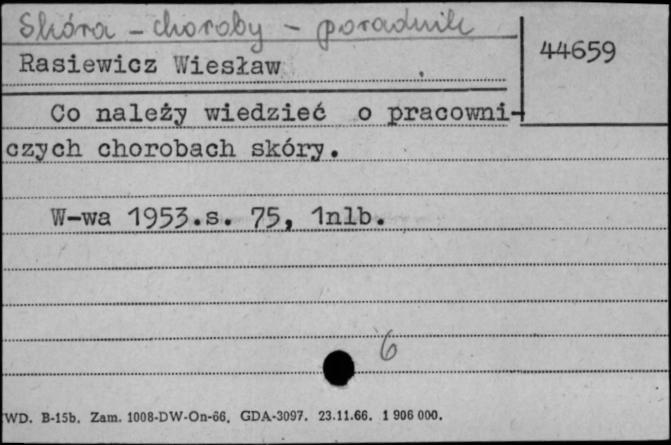 Skóra - choroby - poradnik
44659
Rasiewicz Wiesław
Co należy wiedzieć o pracowni-
czych chorobach skóry.
W-wa 1953.s. 75, 1nlb.
6
WD. B-15b. Zam. 1008-DW-On-66. GDA-3097. 23.11.66. 1 906 000.